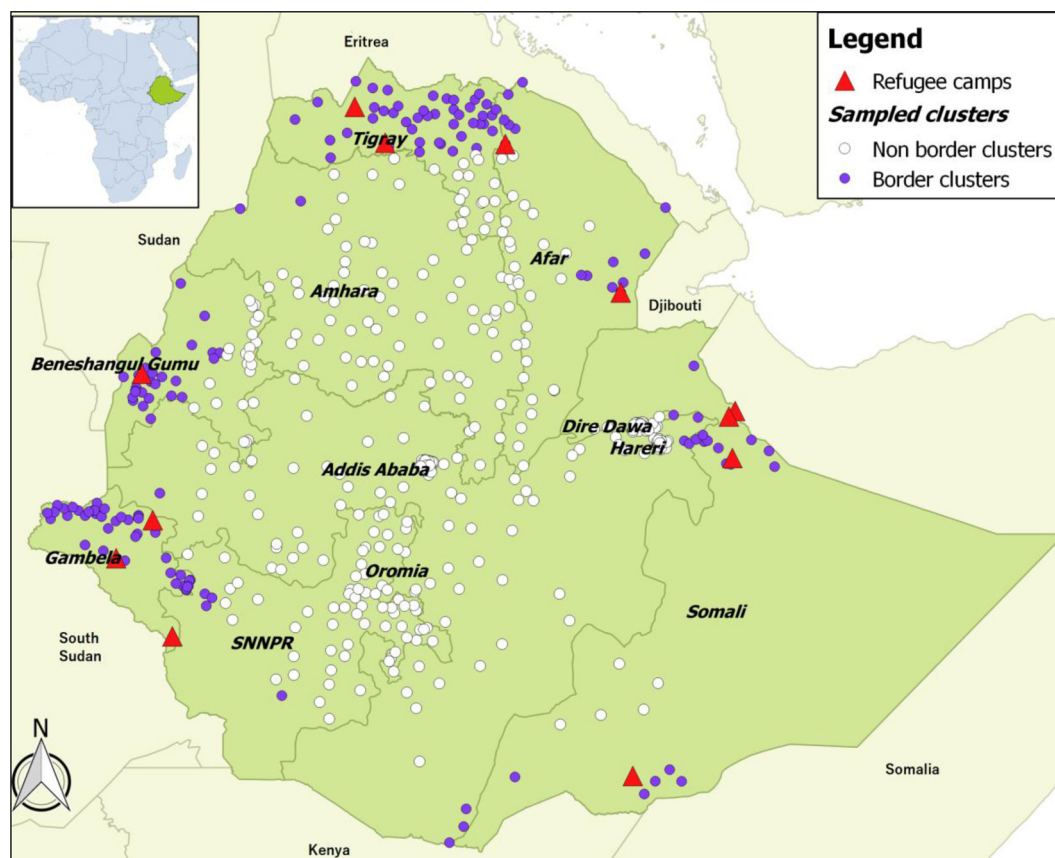 Legend
Refugee camps
Sampled clusters
Non border clusters
Border clusters
Eritrea
Tigray
Sudan
Afar
Amhara
Djibouti
Beneshangul Gumu
Dire Dawa
Hareri
Addis Ababa
Gambela
Oromia
Somali
South
Sudan
SNNPR
N
Somalia
Kenya